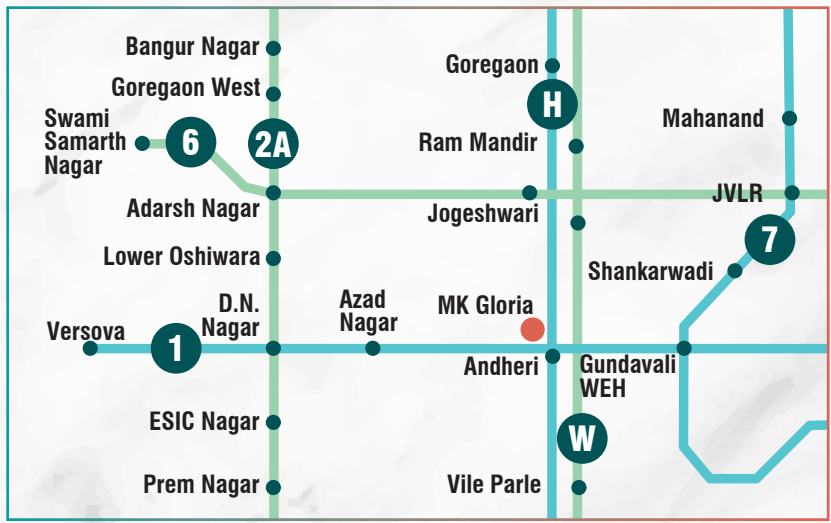 Bangur Nagar
Goregaon West
Swami
Samarth
Nagar
6
2A
Adarsh Nagar
Lower Oshiwara
D.N.
Nagar
Versova
1
Azad
Nagar
ESIC Nagar
Prem Nagar
Goregaon
H
Ram Mandir
Jogeshwari
MK Gloria
Andheri
Gundavali
WEH
W
Vile Parle
Mahanand
JVLR
7
Shankarwadi